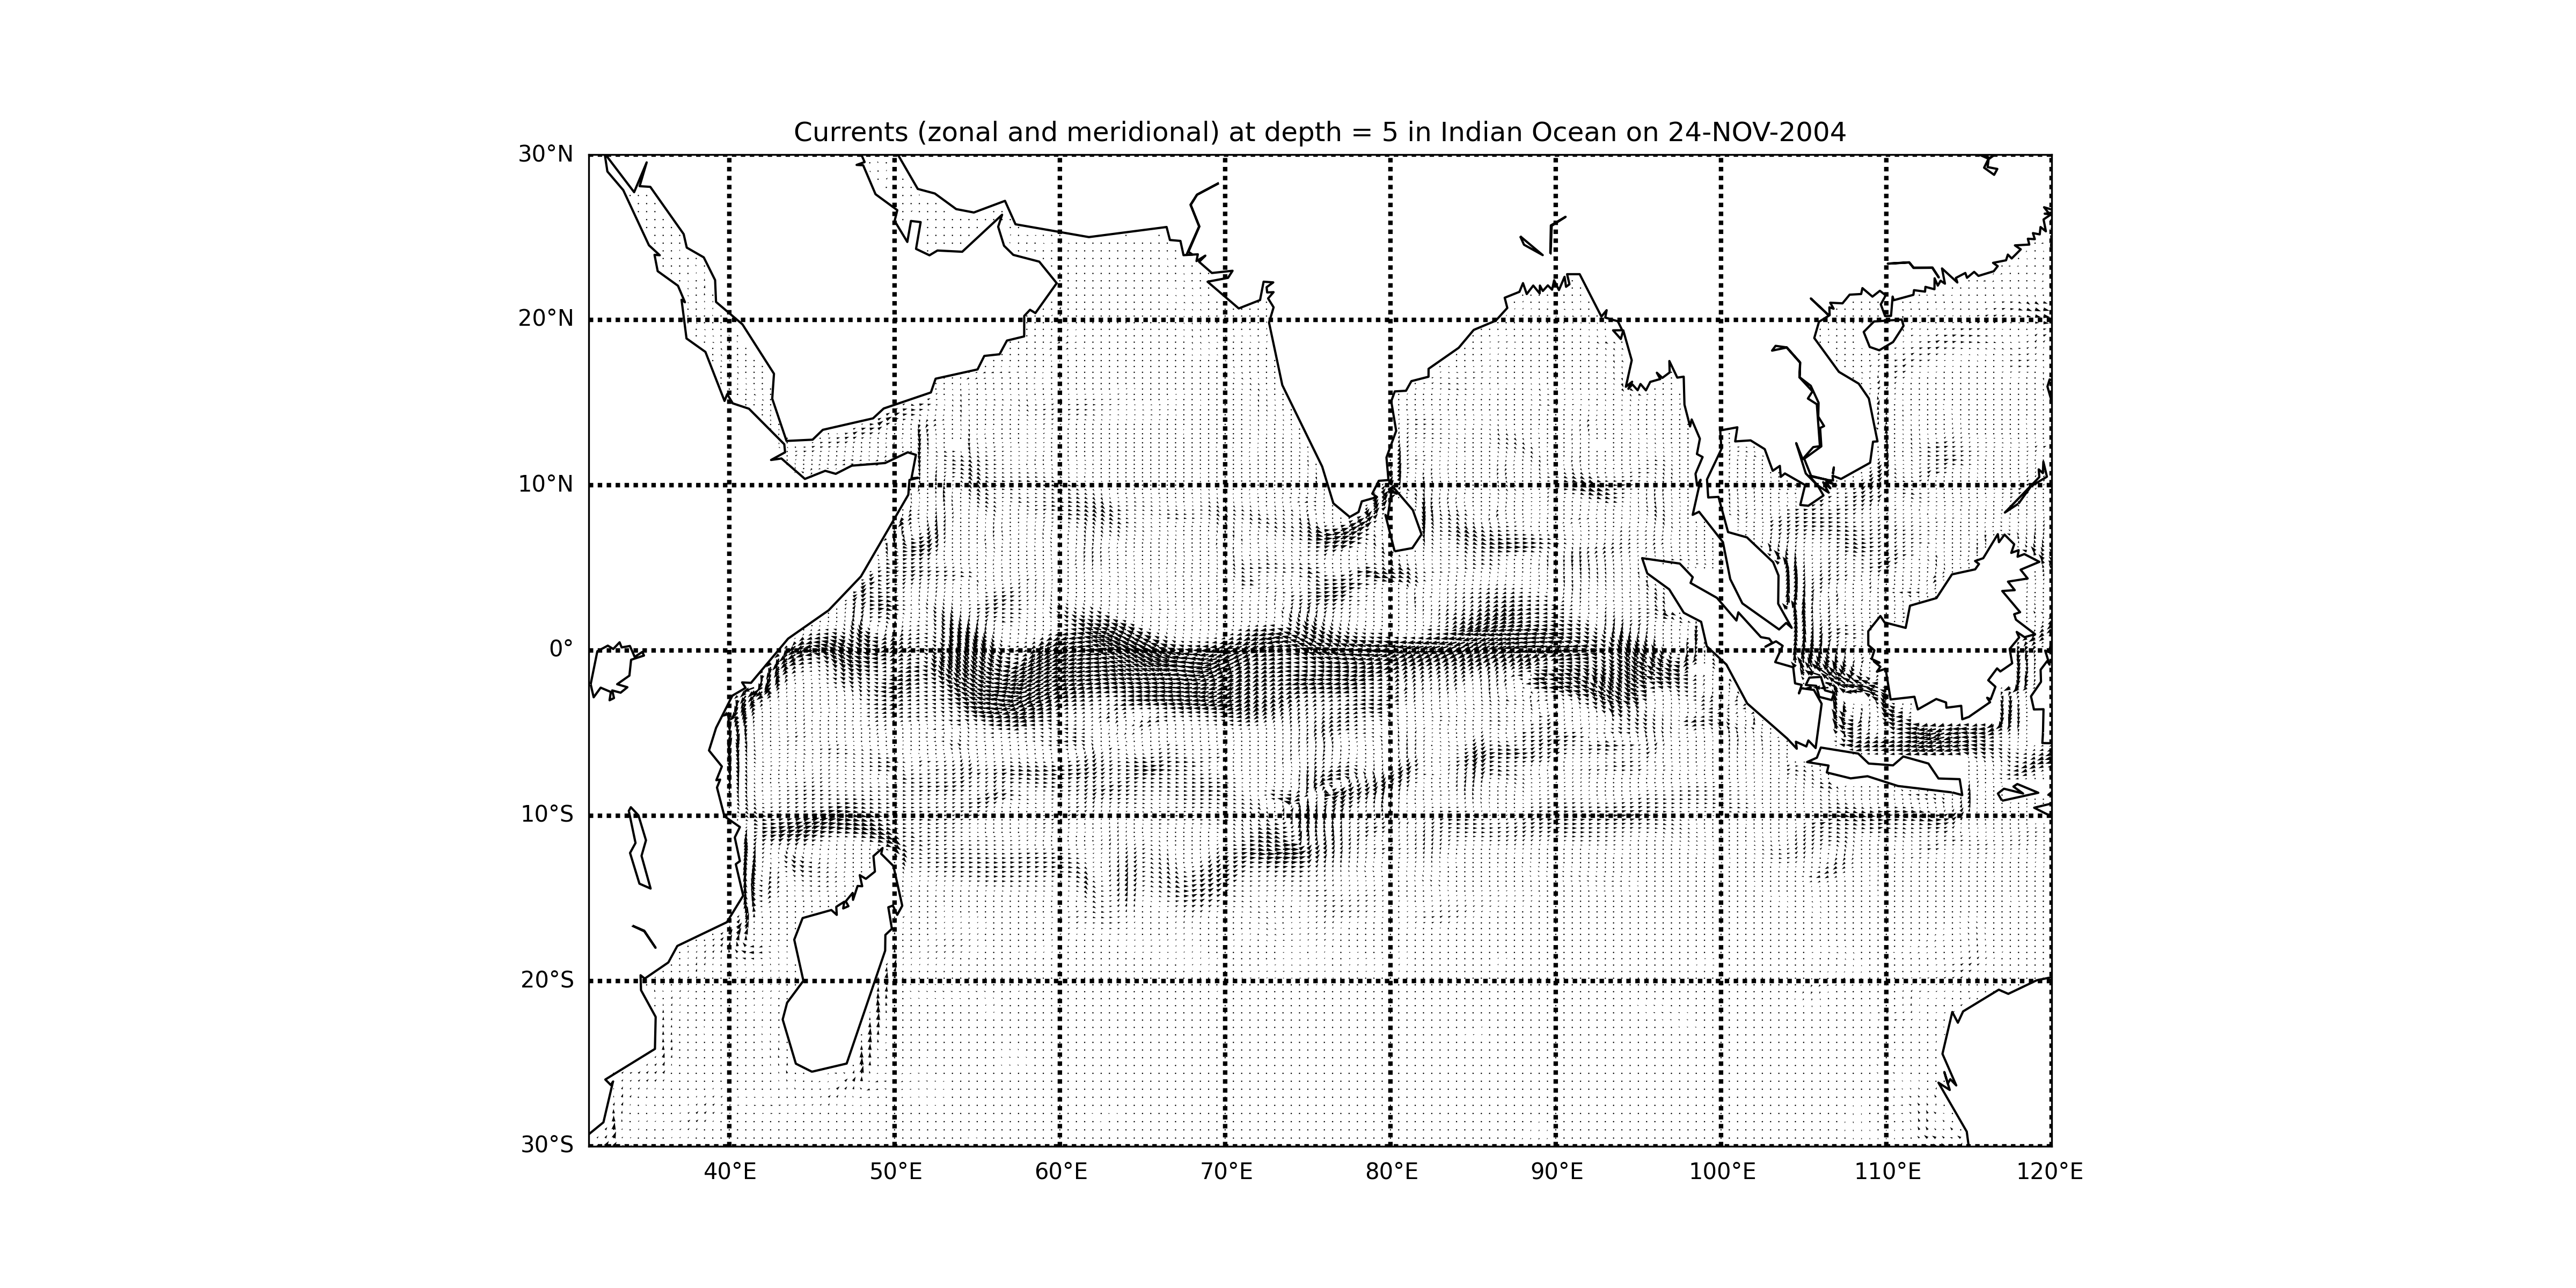 Currents (zonal and meridional) at depth = 5 in Indian Ocean on 24-NOV-2004
30°N
20°N
10°N
0°
10°S
20°S
30°S
40°E 50°E 60°E 70°E 80°E 90°E 100°E 110°E 120°E